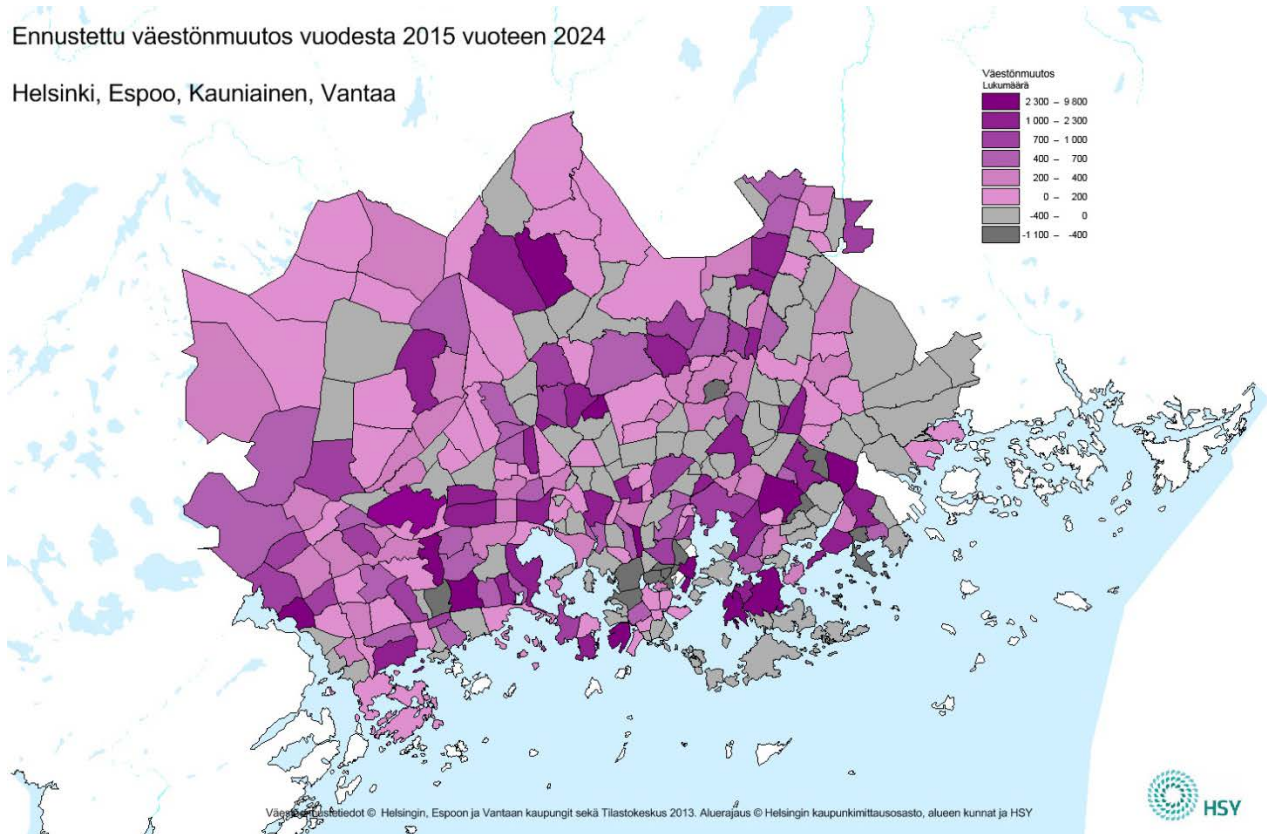 Ennustettu väestönmuutos vuodesta 2015 vuoteen 2024
Helsinki, Espoo, Kauniainen, Vantaa
Väestönmuutos
Lukumäärä
2 300 – 9 800
1 000 – 2 300
700 – 1 000
400 – 700
200 – 400
0 – 200
-400 – 0
-1 100 – -400
Väestöennustetiedot © Helsingin, Espoon ja Vantaan kaupungit sekä Tilastokeskus 2013. Aluerajaus © Helsingin kaupunkimittausosasto, alueen kunnat ja HSY
HSY